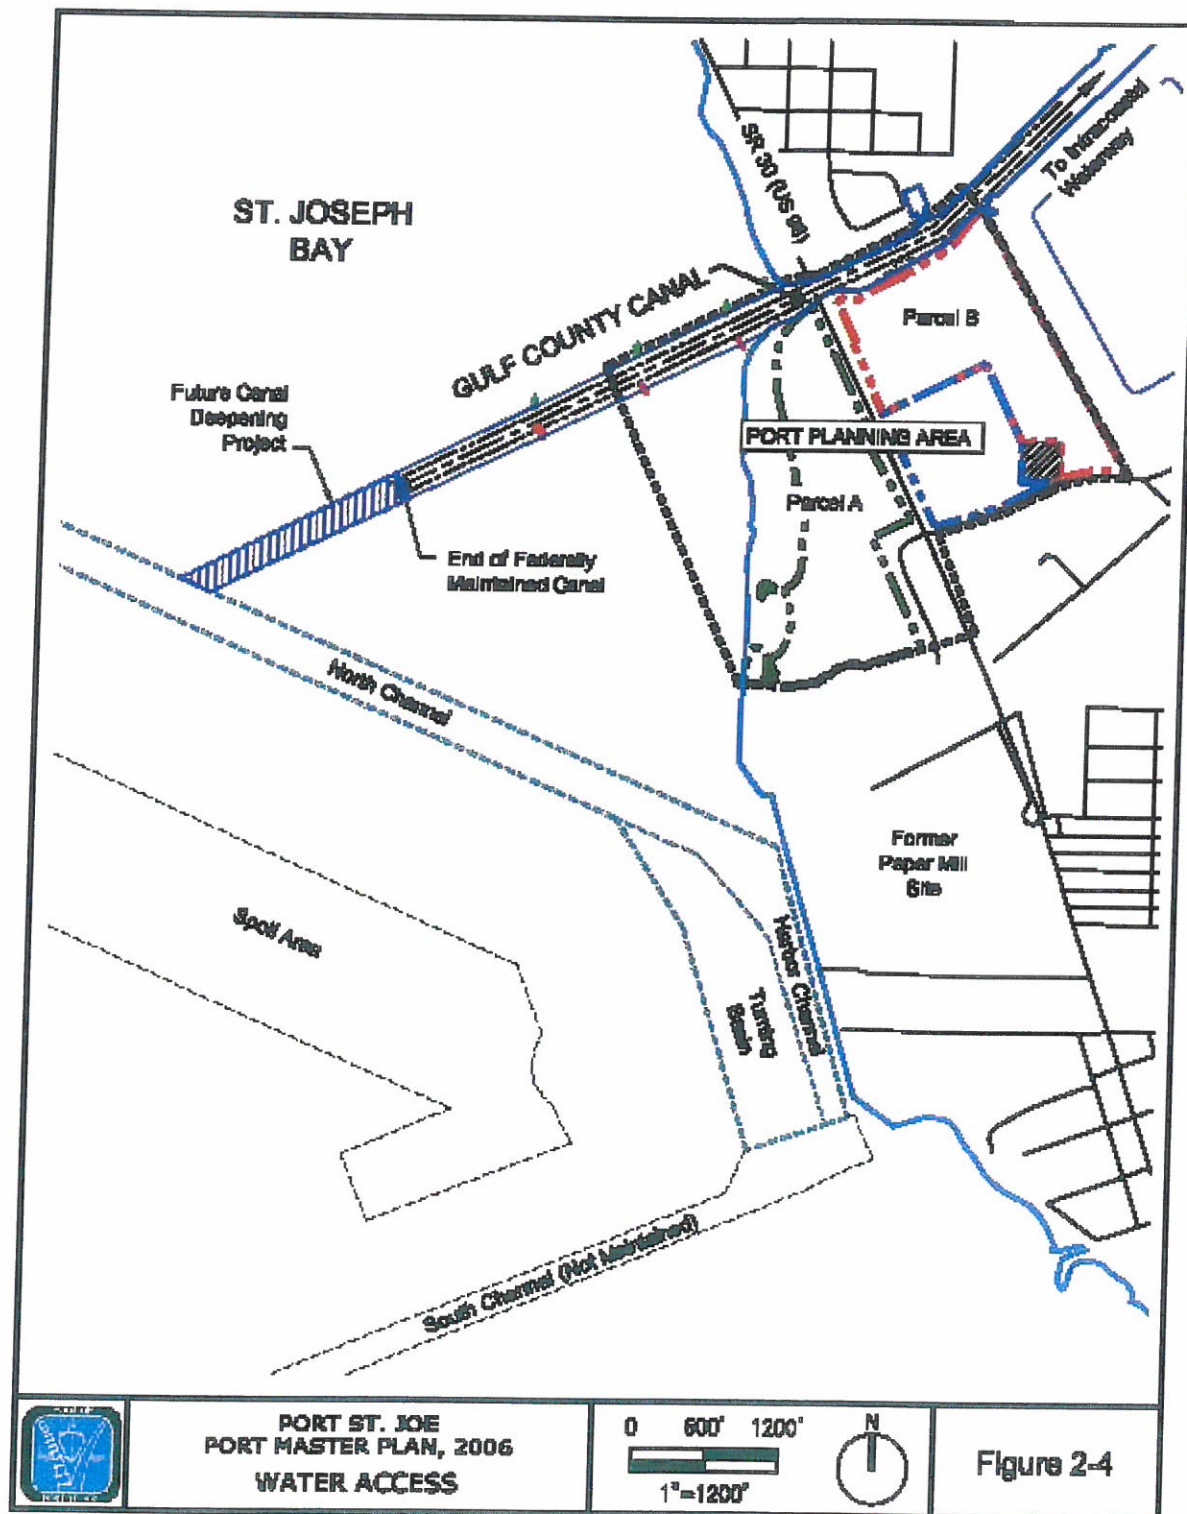 SR 30 (US 98)
To Intracoastal
Waterway
ST. JOSEPH
BAY
GULF COUNTY CANAL
Parcel B
Future Canal
Deepening
Project
PORT PLANNING AREA
Parcel A
End of Federally
Maintained Canal
North Channel
Former
Paper Mill
Site
Spoil Area
Harbor Channel
Turning
Basin
South Channel (Not Maintained)
PORT ST. JOE
PORT MASTER PLAN, 2006
WATER ACCESS
0 600' 1200'
1"=1200'
N
Figure 2-4